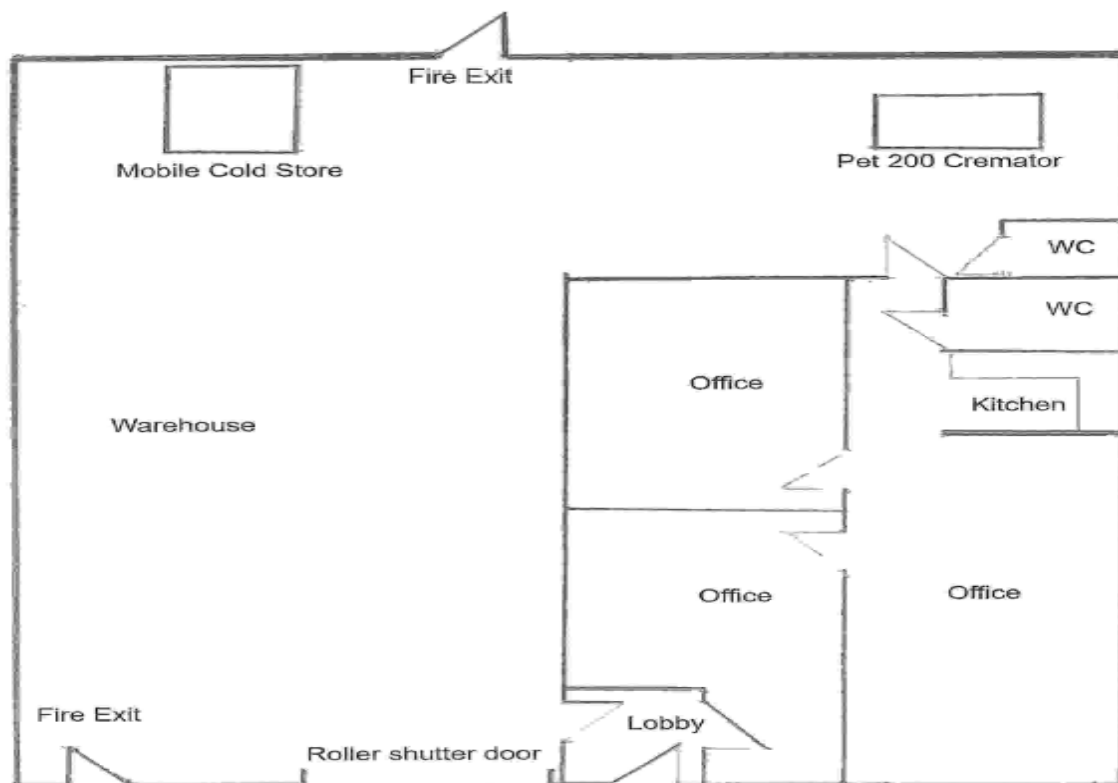 Fire Exit
Mobile Cold Store
Pet 200 Cremator
WC
WC
Office
Kitchen
Warehouse
Office
Office
Fire Exit
Lobby
Roller shutter door